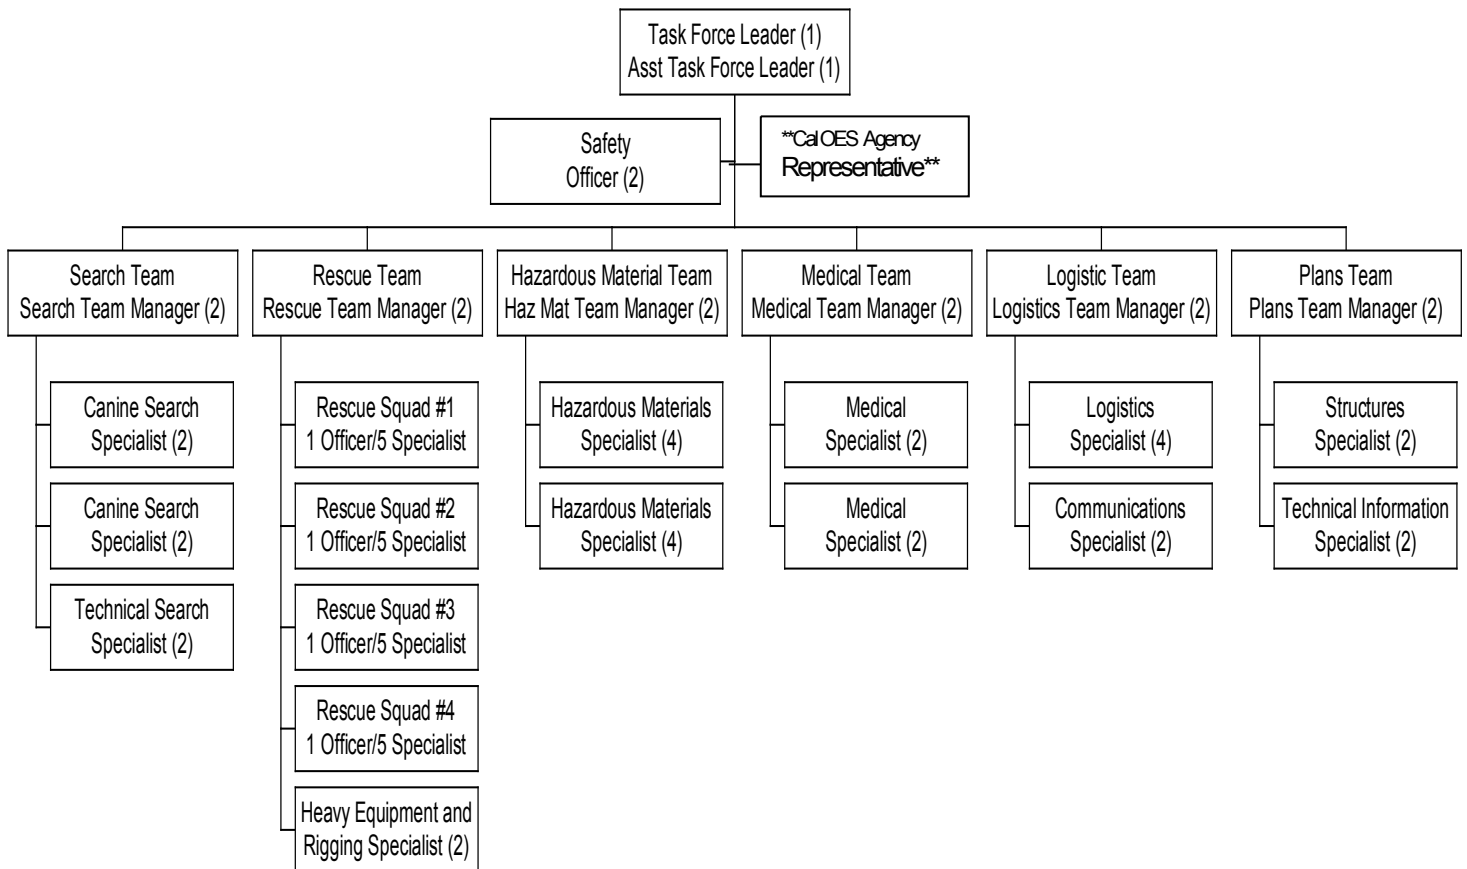 Task Force Leader (1)
Asst Task Force Leader (1)
Safety
Officer (2)
**Cal OES Agency
Representative**
Search Team
Search Team Manager (2)
Rescue Team
Rescue Team Manager (2)
Hazardous Material Team
Haz Mat Team Manager (2)
Medical Team
Medical Team Manager (2)
Logistic Team
Logistics Team Manager (2)
Plans Team
Plans Team Manager (2)
Canine Search
Specialist (2)
Canine Search
Specialist (2)
Technical Search
Specialist (2)
Rescue Squad #1
1 Officer/5 Specialist
Rescue Squad #2
1 Officer/5 Specialist
Rescue Squad #3
1 Officer/5 Specialist
Rescue Squad #4
1 Officer/5 Specialist
Heavy Equipment and
Rigging Specialist (2)
Hazardous Materials
Specialist (4)
Hazardous Materials
Specialist (4)
Medical
Specialist (2)
Medical
Specialist (2)
Logistics
Specialist (4)
Communications
Specialist (2)
Structures
Specialist (2)
Technical Information
Specialist (2)